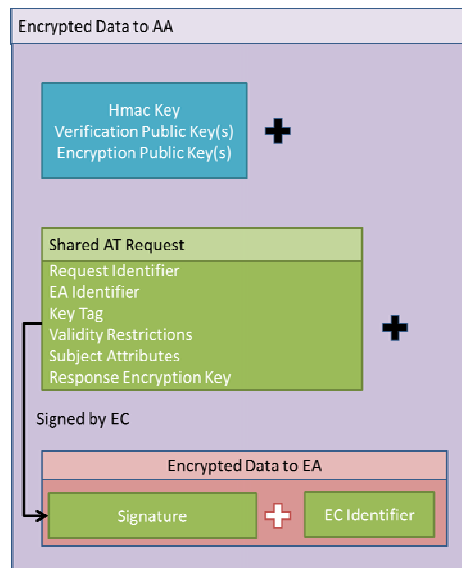 Encrypted Data to AA
Hmac Key
Verification Public Key(s)
Encryption Public Key(s)
Shared AT Request
Request Identifier
EA Identifier
Key Tag
Validity Restrictions
Subject Attributes
Response Encryption Key
Signed by EC
Encrypted Data to EA
Signature
EC Identifier